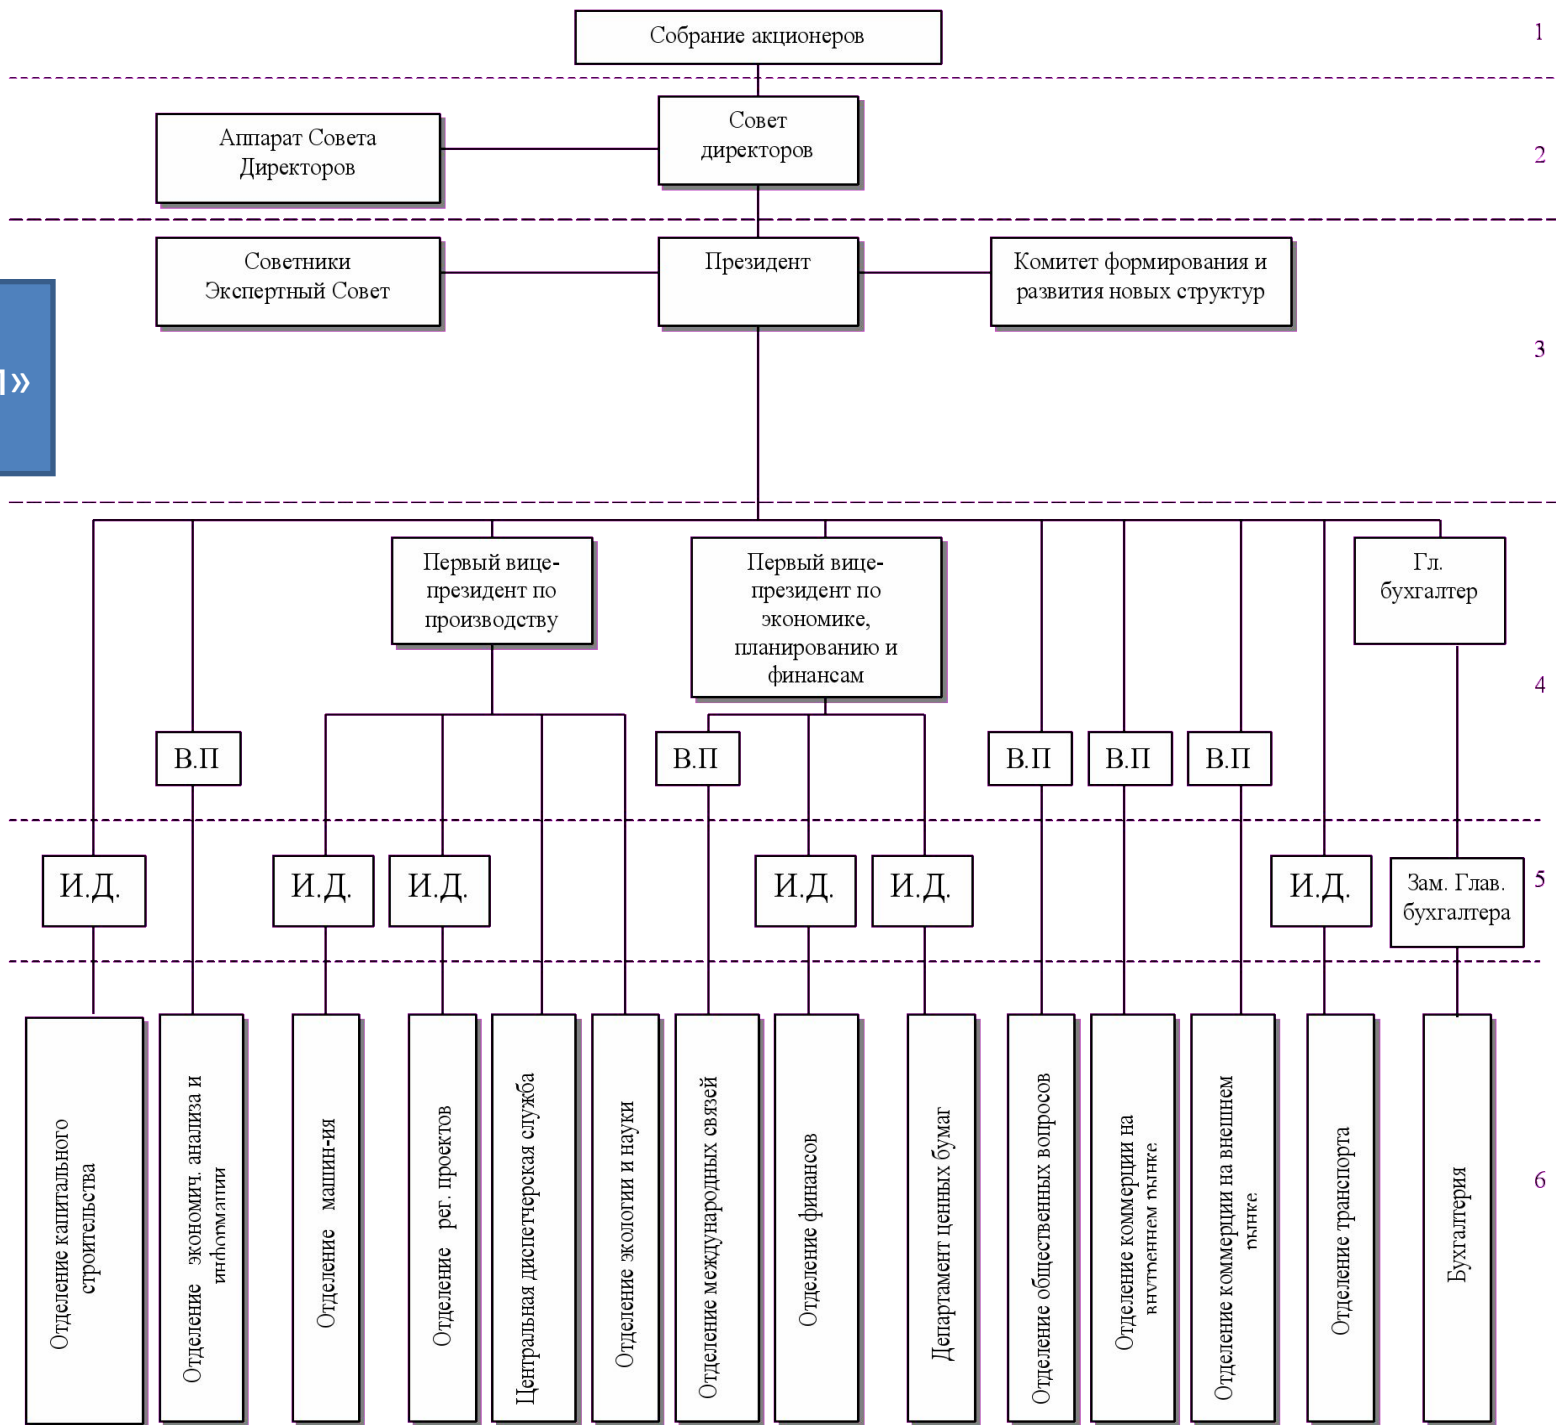 Собрание акционеров
1
Аппарат Совета
Директоров
Совет
директоров
2
Советники
Экспертный Совет
Президент
Комитет формирования и
развития новых структур
»
3
Первый вице-
президент по
производству
Первый вице-
президент по
экономике,
планированию и
финансам
Гл.
бухгалтер
4
В.П
В.П
В.П
В.П
В.П
И.Д.
И.Д.
И.Д.
И.Д.
И.Д.
И.Д.
Зам. Глав.
бухгалтера
5
Отделение капитального
строительства
Отделение экономич. анализа и
информации
Отделение машин-ия
Отделение рег. проектов
Центральная диспетчерская служба
Отделение экологии и науки
Отделение международных связей
Отделение финансов
Департамент ценных бумаг
Отделение общественных вопросов
Отделение коммерции на
внутреннем рынке.
Отделение коммерции на внешнем
рынке
Отделение транспорта
Бухгалтерия
6